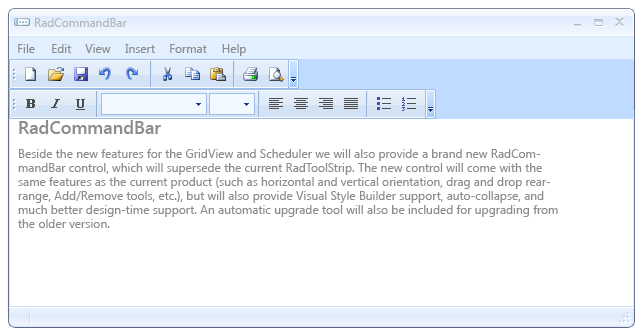 RadCommandBar
File Edit View Insert Format Help
B I U
RadCommandBar
Beside the new features for the GridView and Scheduler we will also provide a brand new RadCom-
mandBar control, which will supersede the current RadToolStrip. The new control will come with the
same features as the current product (such as horizontal and vertical orientation, drag and drop rear-
range, Add/Remove tools, etc.), but will also provide Visual Style Builder support, auto-collapse, and
much better design-time support. An automatic upgrade tool will also be included for upgrading from
the older version.